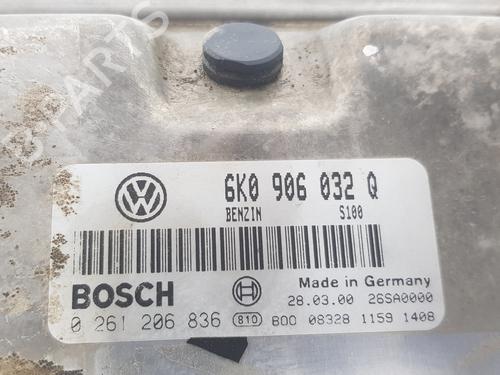 6K0 906 032 Q
BENZIN S100
BOSCH
Made in Germany
28.03.00 26SA0000
0 261 206 836 810 B00 08328 1159 1408